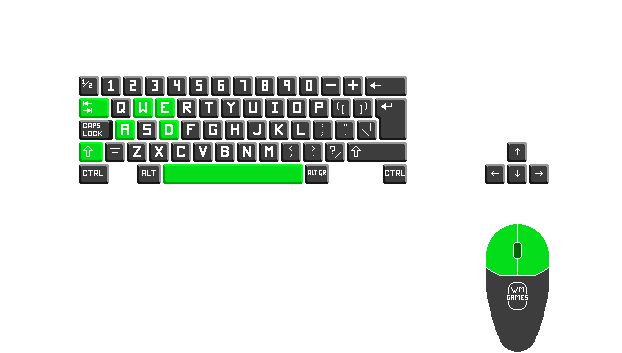 1/2 1 2 3 4 5 6 7 8 9 0 - + ←
Q W E R T Y U I O P ( [ ) ] ↵
CAPS LOCK A S D F G H J K L ; " \
⇧ = Z X C V B N M < > ?/ ⇧ ↑
CTRL ALT ALT GR CTRL ← ↓ →
WM
GAMES